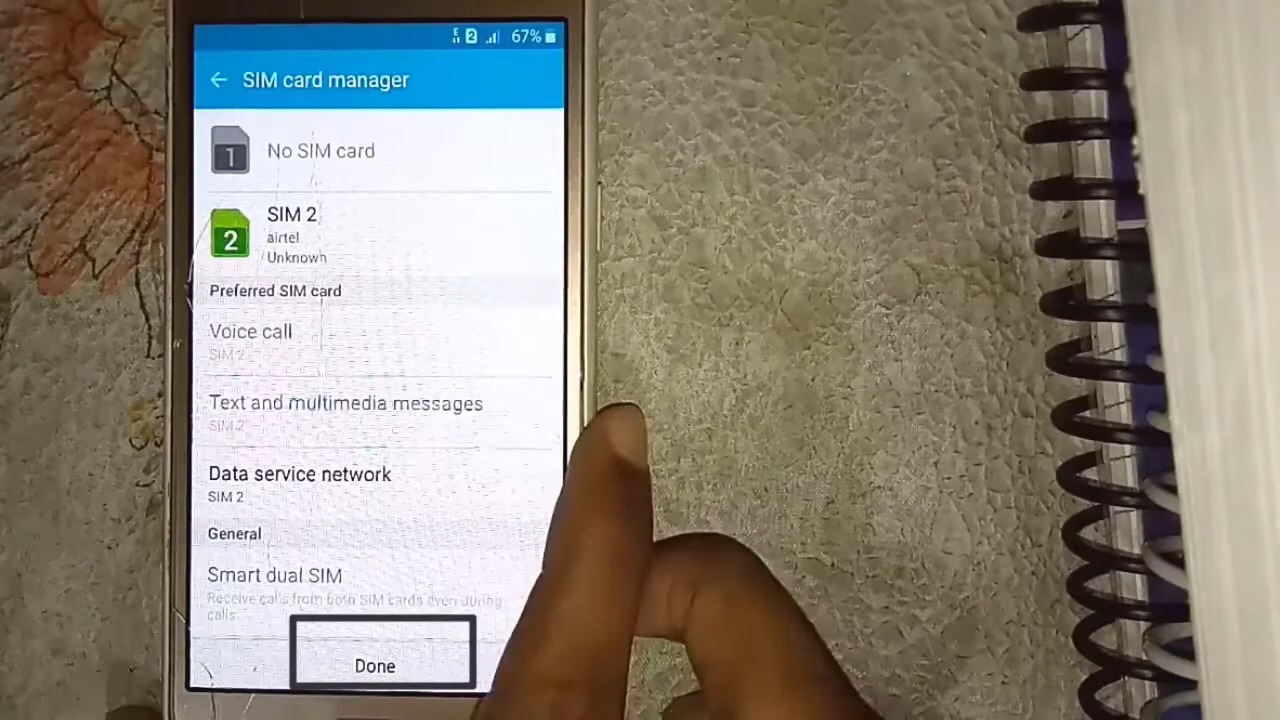 2 67%
SIM card manager
1 No SIM card
SIM 2
2 airtel
Unknown
Preferred SIM card
Voice call
SIM 2
Text and multimedia messages
SIM 2
Data service network
SIM 2
General
Smart dual SIM
Receive calls from both SIM cards even during
calls.
Done